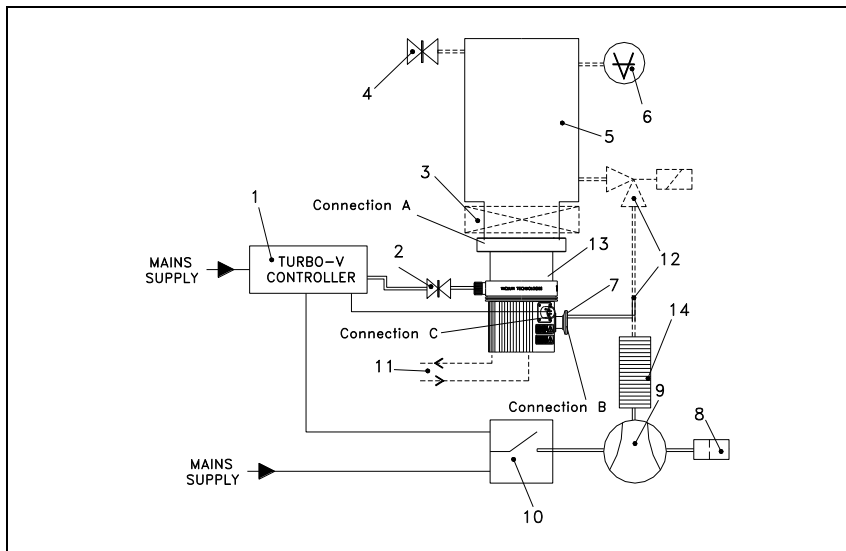 4
6
5
3
Connection A
1
13
2
MAINS
SUPPLY
TURBO-V
CONTROLLER
7
12
Connection C
14
11
Connection B
9
8
MAINS
SUPPLY
10